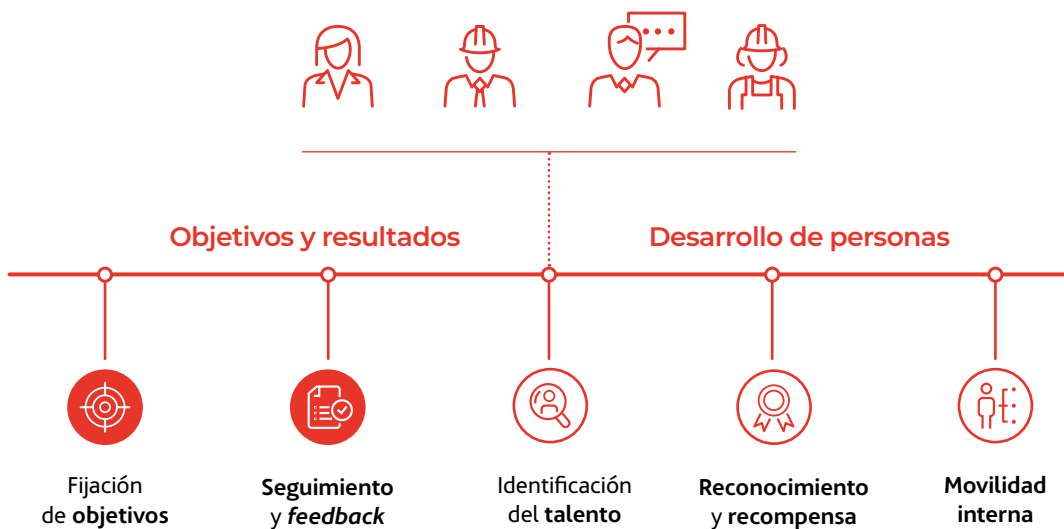 Objetivos y resultados
Desarrollo de personas
Fijación
de objetivos
Seguimiento
y feedback
Identificación
del talento
Reconocimiento
y recompensa
Movilidad
interna